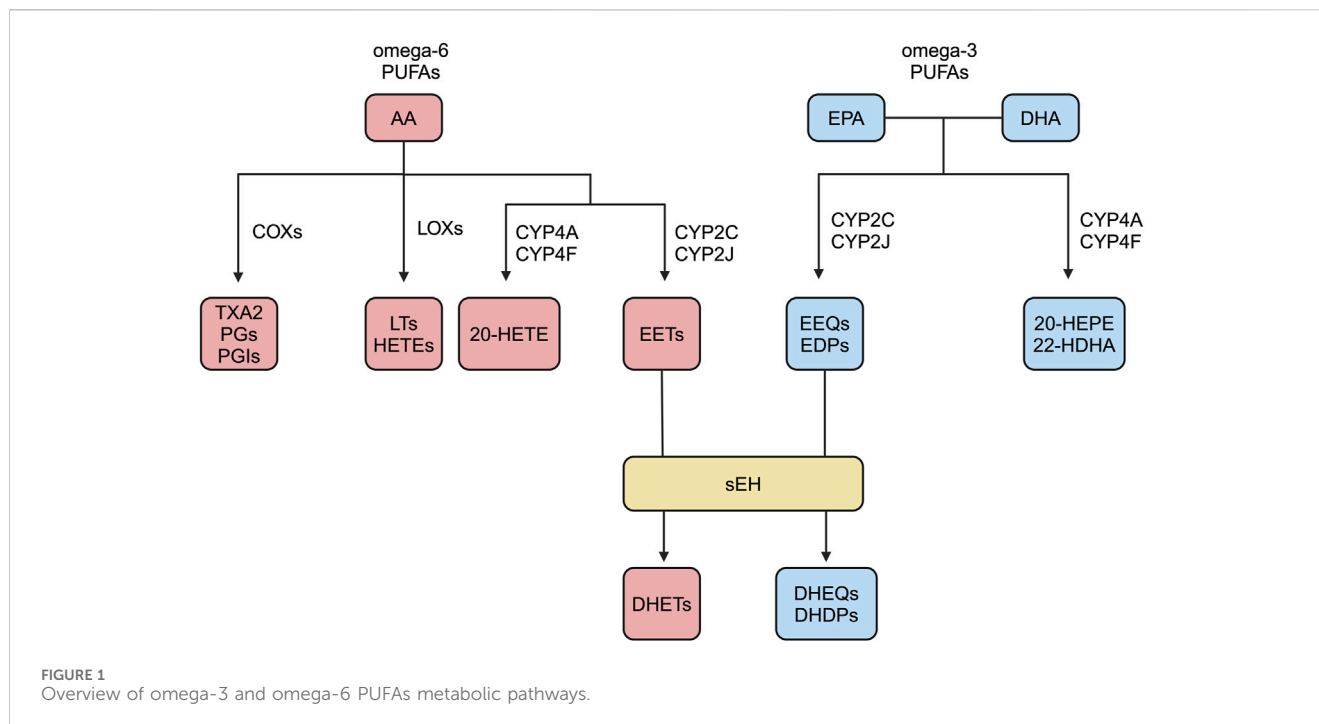 omega-6
PUFAs
omega-3
PUFAs
AA
EPA
DHA
COXs
LOXs
CYP4A
CYP4F
CYP2C
CYP2J
CYP2C
CYP2J
CYP4A
CYP4F
TXA2
PGs
PGIs
LTs
HETEs
20-HETE
EETs
EEQs
EDPs
20-HEPE
22-HDHA
sEH
DHETs
DHEQs
DHDPs
FIGURE 1
Overview of omega-3 and omega-6 PUFAs metabolic pathways.